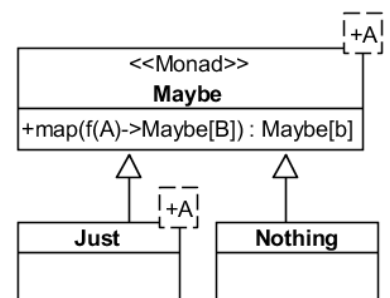 +A
<<Monad>>
Maybe
+map(f(A)->Maybe[B]) : Maybe[b]
+A
Just
Nothing